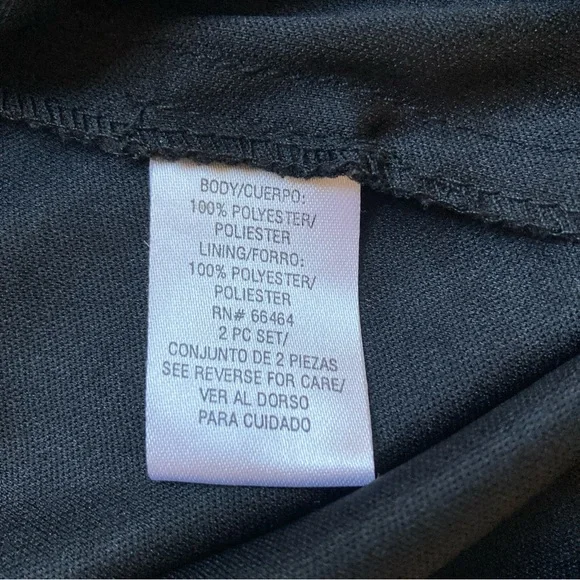 BODY/CUERPO:
100% POLYESTER/
POLIESTER
LINING/FORRO:
100% POLYESTER/
POLIESTER
RN# 66464
2 PC SET/
CONJUNTO DE 2 PIEZAS
SEE REVERSE FOR CARE/
VER AL DORSO
PARA CUIDADO